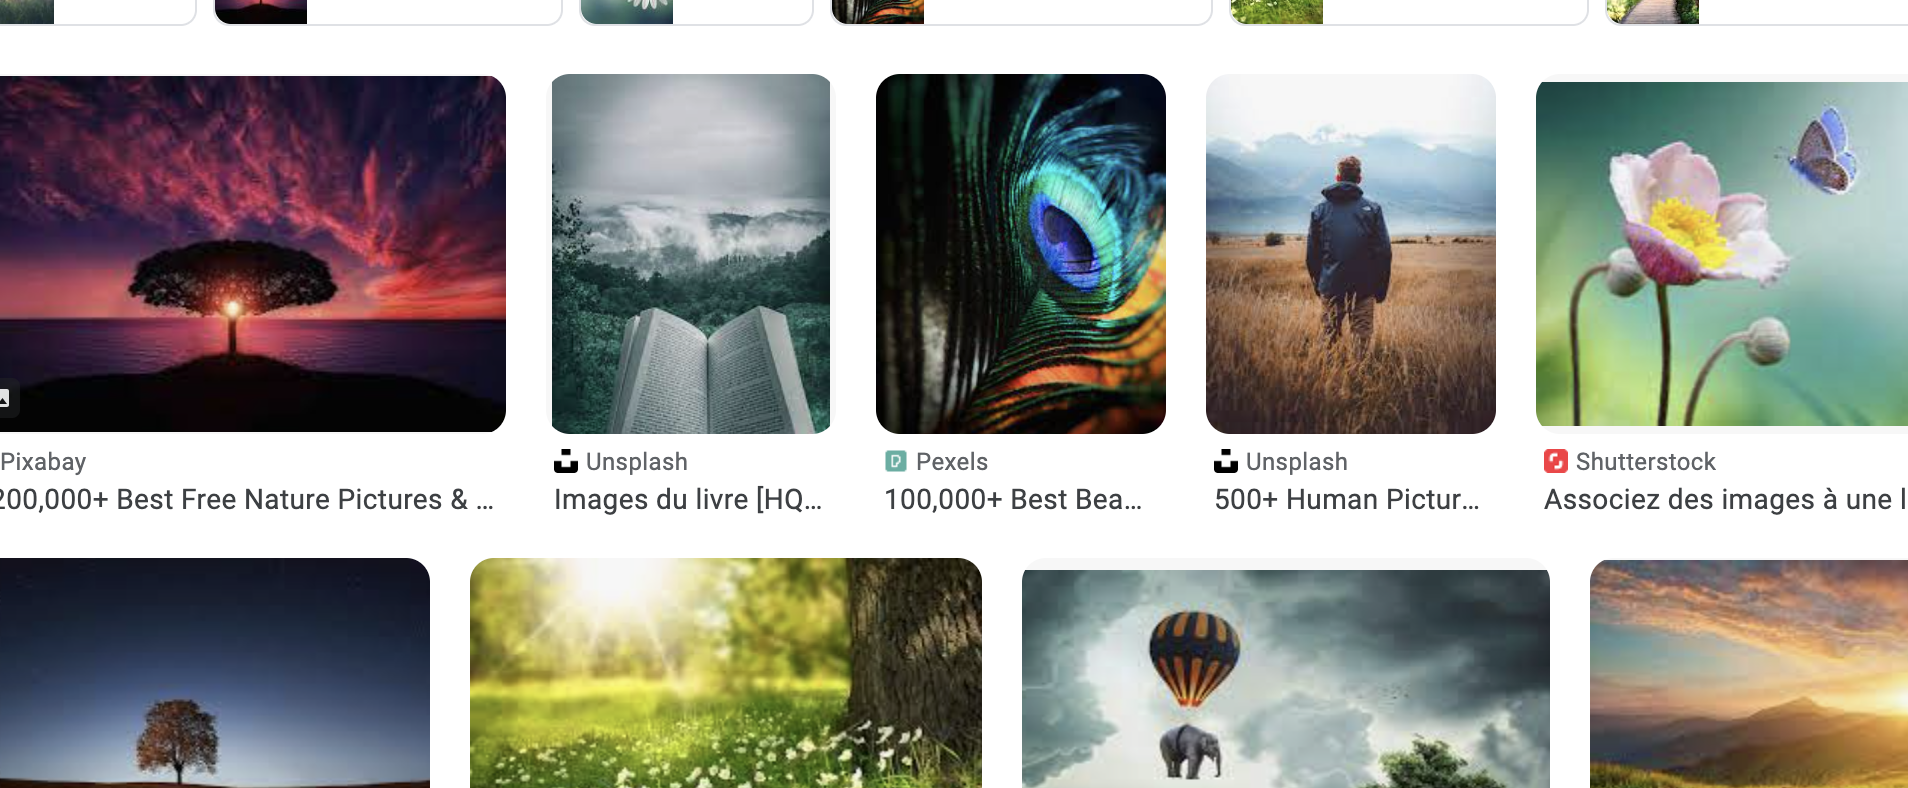 Pixabay
200,000+ Best Free Nature Pictures & ...
Unsplash
Images du livre [HQ...
Pexels
100,000+ Best Bea...
Unsplash
500+ Human Pictur...
Shutterstock
Associez des images à une l